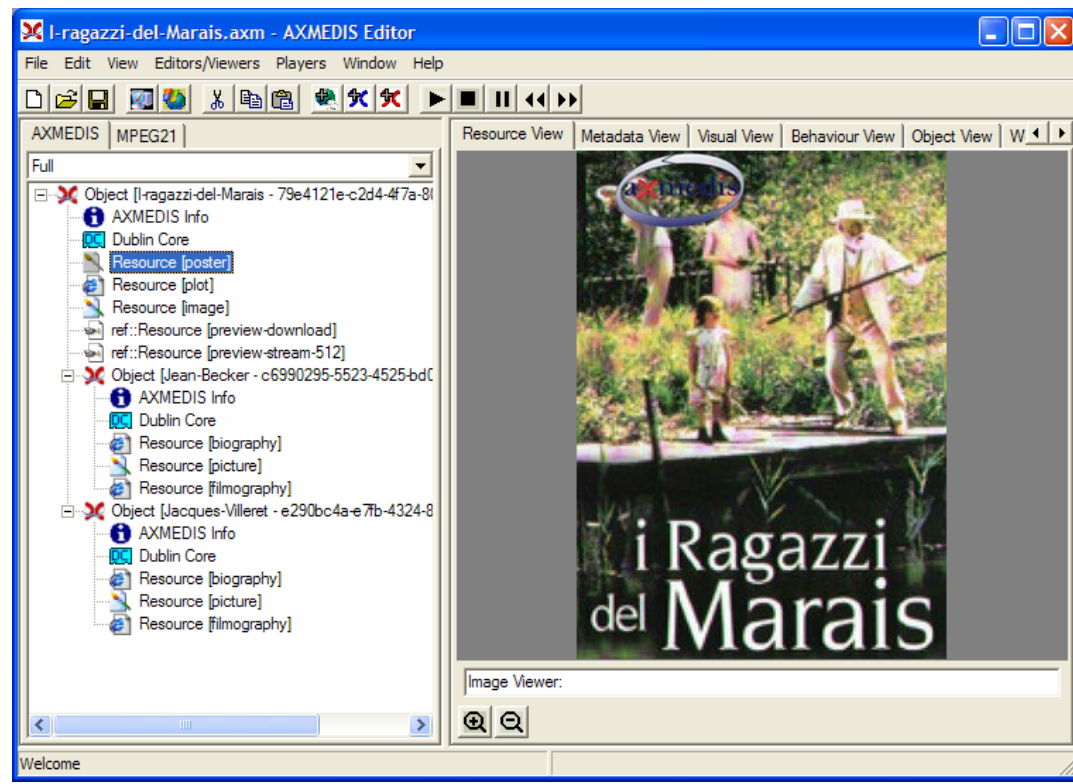 I-ragazzi-del-Marais.axm - AXMEDIS Editor
File Edit View Editors/Viewers Players Window Help
AXMEDIS MPEG21
Full
Object [I-ragazzi-del-Marais - 79e4121e-c2d4-4f7a-8
AXMEDIS Info
DC Dublin Core
Resource [poster]
Resource [plot]
Resource [image]
ref::Resource [preview-download]
ref::Resource [preview-stream-512]
Object [Jean-Becker - c6990295-5523-4525-bd
AXMEDIS Info
DC Dublin Core
Resource [biography]
Resource [picture]
Resource [filmography]
Object [Jacques-Villeret - e290bc4a-e7fb-4324-8
AXMEDIS Info
DC Dublin Core
Resource [biography]
Resource [picture]
Resource [filmography]
Resource View Metadata View Visual View Behaviour View Object View W
axmedis
i Ragazzi
del Marais
Image Viewer:
Welcome